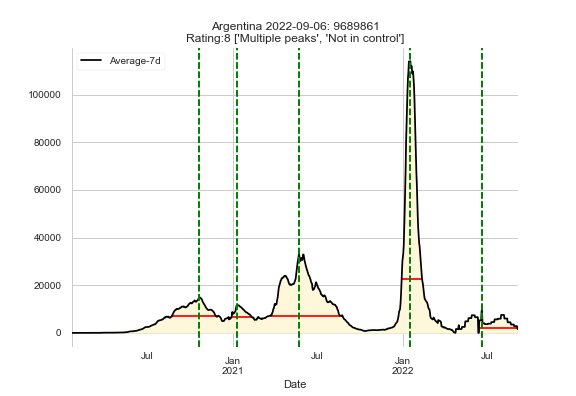 Argentina 2022-09-06: 9689861
Rating:8 ['Multiple peaks', 'Not in control']
Average-7d
100000
80000
60000
40000
20000
0
Jul
Jan
2021
Jul
Jan
2022
Jul
Date